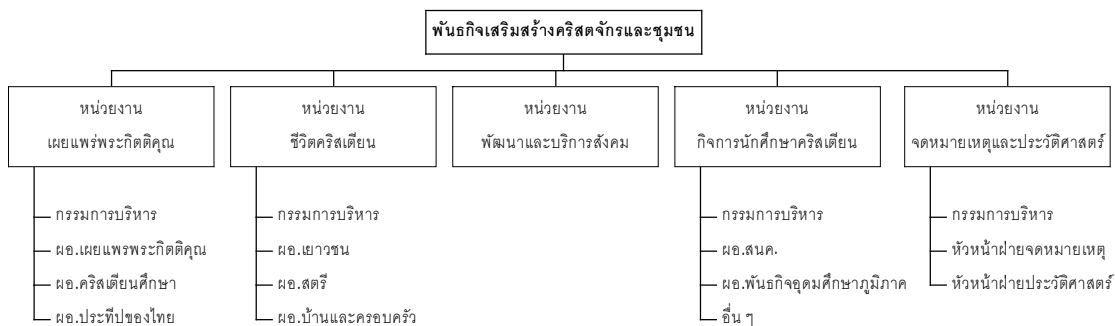 พันธกิจเสริมสร้างคริสตจักรและชุมชน
หน่วยงาน
เผยแพร่พระกิตติคุณ
กรรมการบริหาร
ผอ.เผยแพรพระกิตติคุณ
ผอ.คริสเตียนศึกษา
ผอ.ประทีปของไทย
หน่วยงาน
ชีวิตคริสเตียน
กรรมการบริหาร
ผอ.เยาวชน
ผอ.สตรี
ผอ.บ้านและครอบครัว
หน่วยงาน
พัฒนาและบริการสังคม
หน่วยงาน
กิจการนักศึกษาคริสเตียน
กรรมการบริหาร
ผอ.สนค.
ผอ.พันธกิจอุดมศึกษาภูมิภาค
อื่น ๆ
หน่วยงาน
จดหมายเหตุและประวัติศาสตร์
กรรมการบริหาร
หัวหน้าฝ่ายจดหมายเหตุ
หัวหน้าฝ่ายประวัติศาสตร์